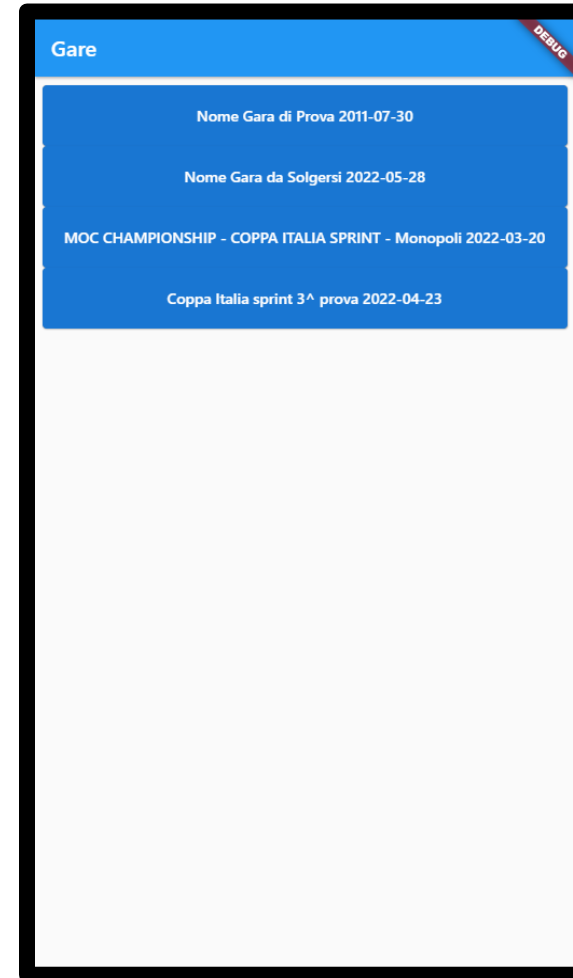 Gare
DEBUG
Nome Gara di Prova 2011-07-30
Nome Gara da Solgersi 2022-05-28
MOC CHAMPIONSHIP - COPPA ITALIA SPRINT - Monopoli 2022-03-20
Coppa Italia sprint 3^ prova 2022-04-23